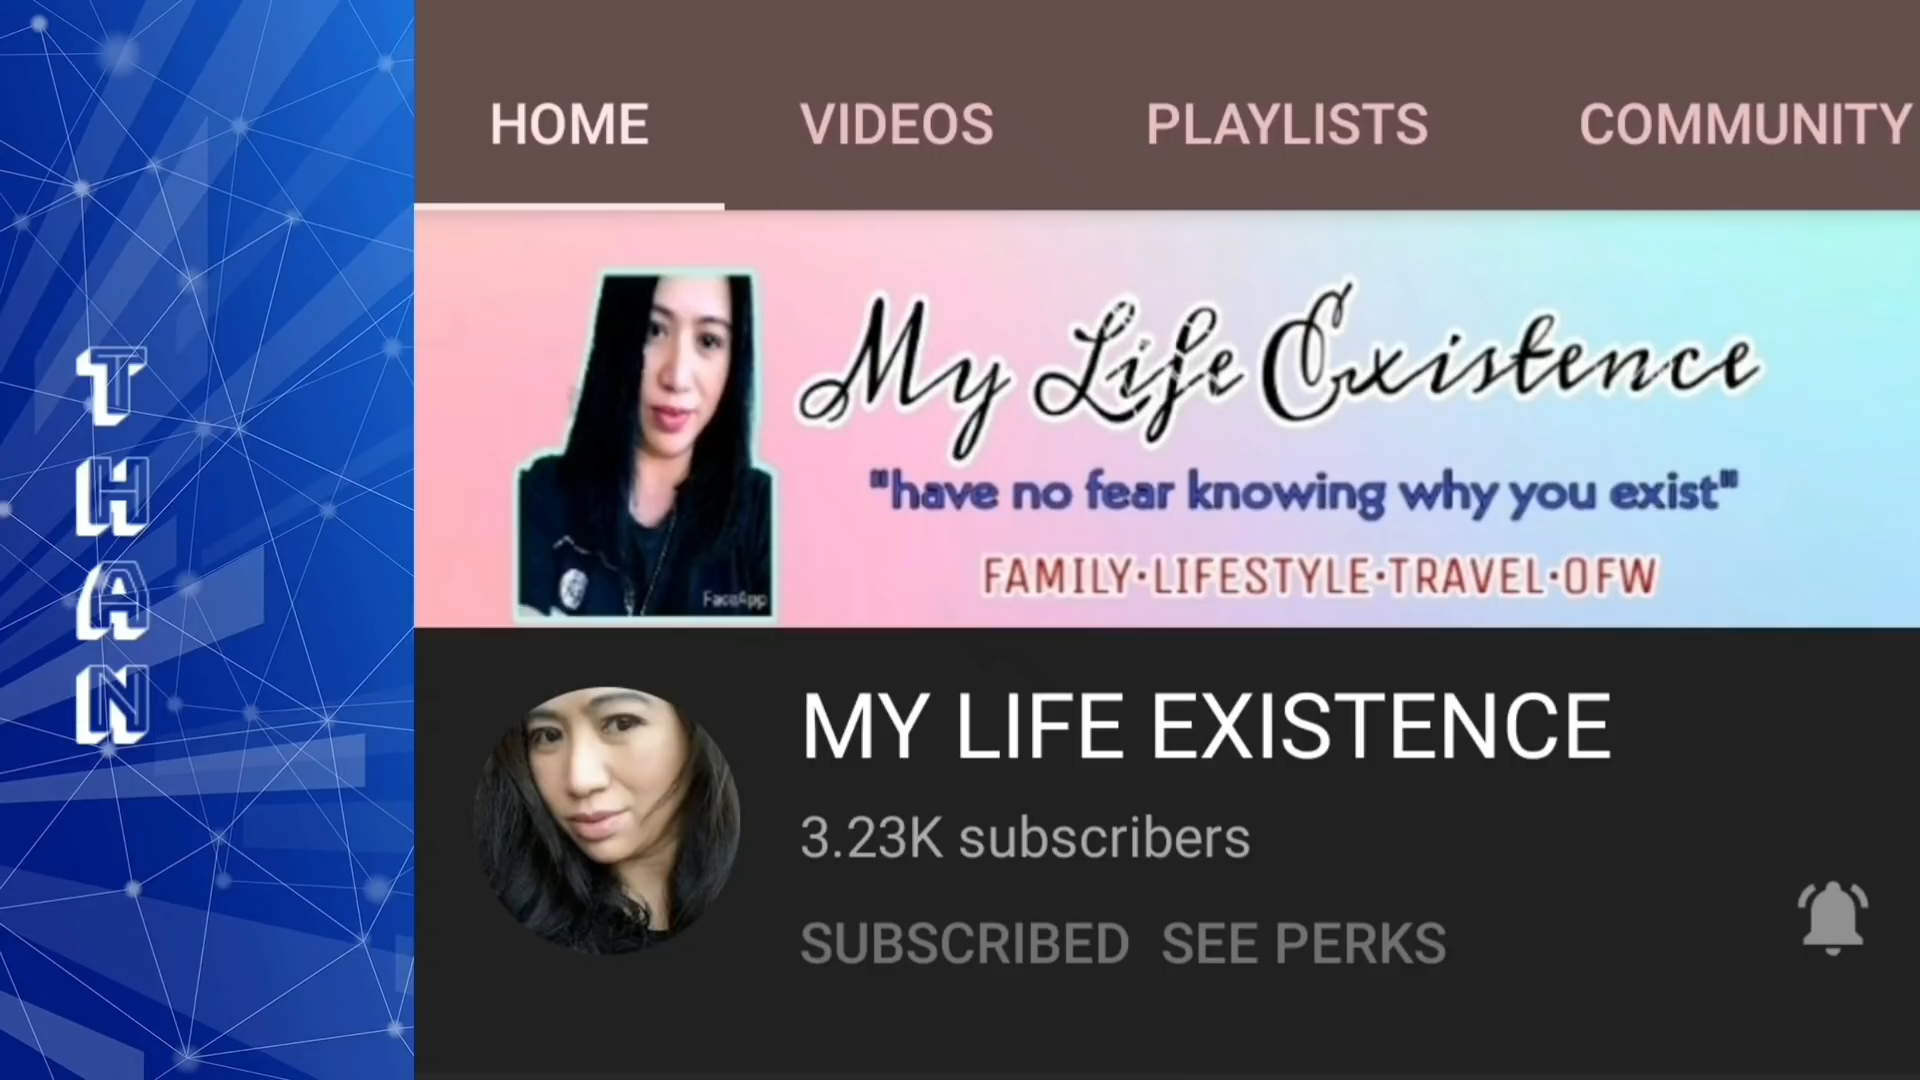 THAN
HOME VIDEOS PLAYLISTS COMMUNITY
My Life Existence
"have no fear knowing why you exist"
FAMILY·LIFESTYLE·TRAVEL·OFW
FaceApp
MY LIFE EXISTENCE
3.23K subscribers
SUBSCRIBED SEE PERKS